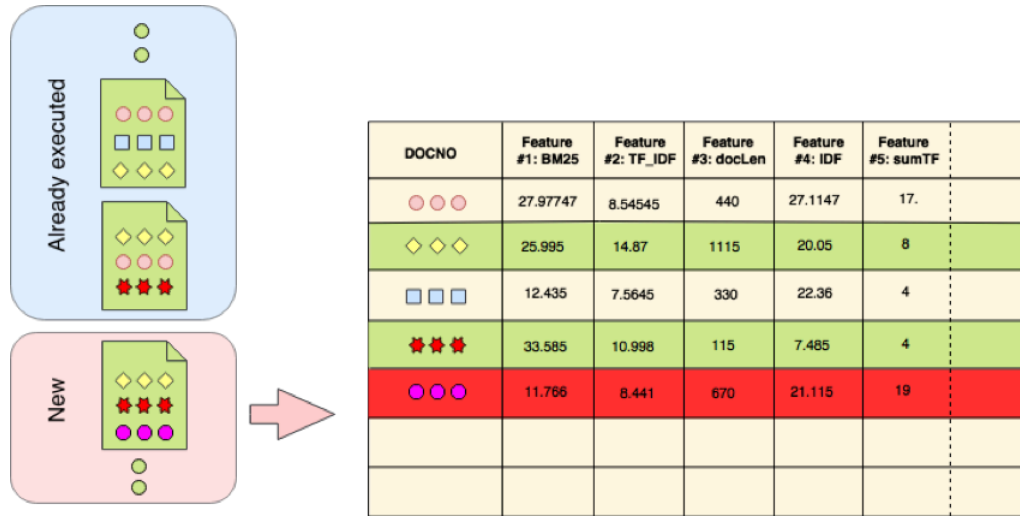 Already executed
New
DOCNO
Feature
#1: BM25
Feature
#2: TF_IDF
Feature
#3: docLen
Feature
#4: IDF
Feature
#5: sumTF
27.97747 8.54545 440 27.1147 17.
25.995 14.87 1115 20.05 8
12.435 7.5645 330 22.36 4
33.585 10.998 115 7.485 4
11.766 8.441 670 21.115 19